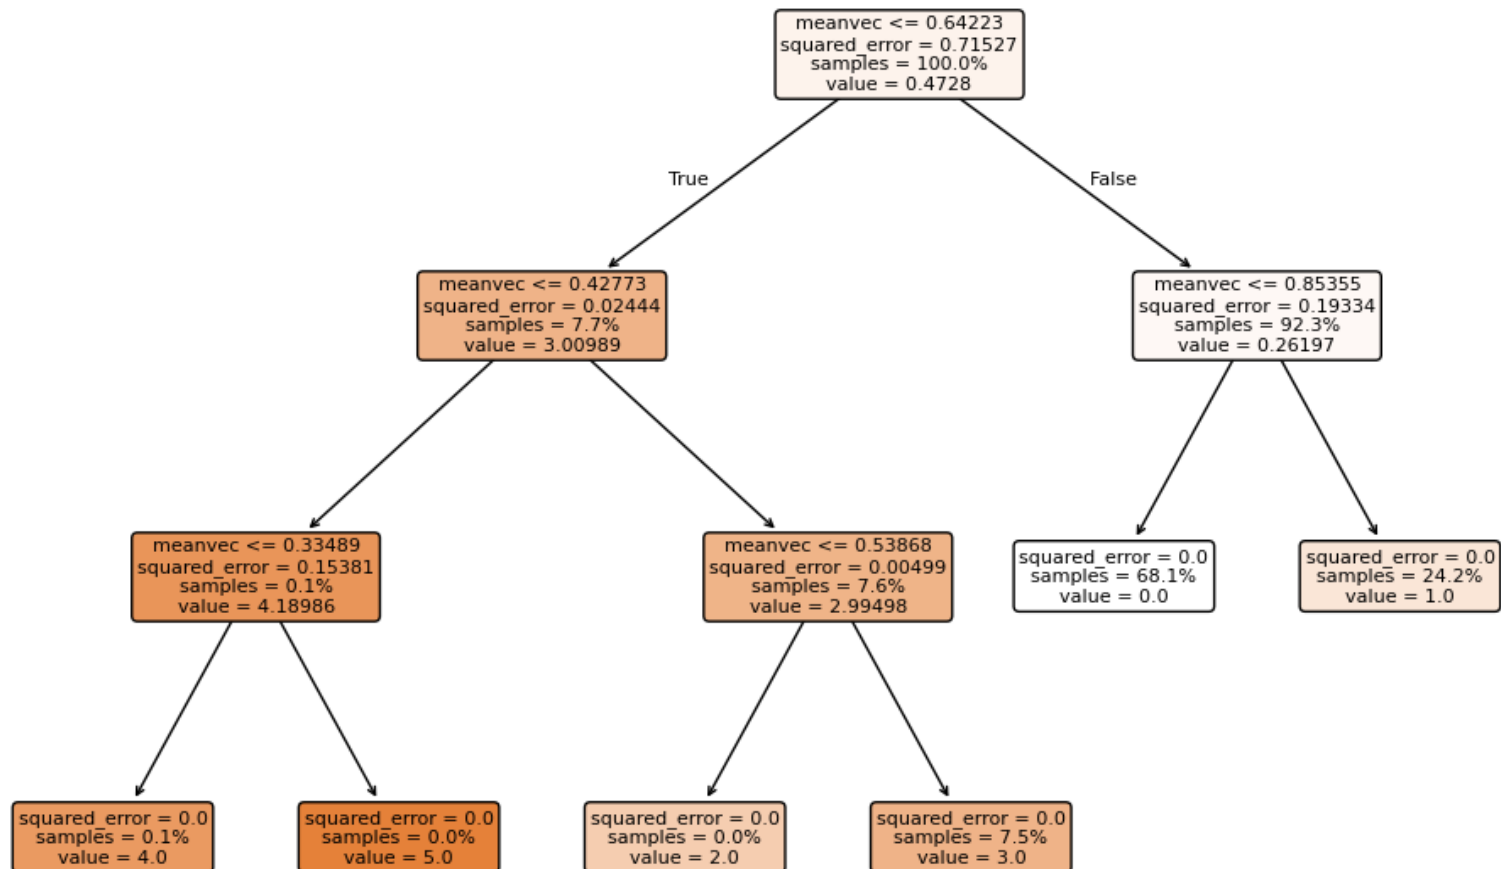 meanvec <= 0.64223
squared_error = 0.71527
samples = 100.0%
value = 0.4728
True
False
meanvec <= 0.42773
squared_error = 0.02444
samples = 7.7%
value = 3.00989
meanvec <= 0.85355
squared_error = 0.19334
samples = 92.3%
value = 0.26197
meanvec <= 0.33489
squared_error = 0.15381
samples = 0.1%
value = 4.18986
meanvec <= 0.53868
squared_error = 0.00499
samples = 7.6%
value = 2.99498
squared_error = 0.0
samples = 68.1%
value = 0.0
squared_error = 0.0
samples = 24.2%
value = 1.0
squared_error = 0.0
samples = 0.1%
value = 4.0
squared_error = 0.0
samples = 0.0%
value = 5.0
squared_error = 0.0
samples = 0.0%
value = 2.0
squared_error = 0.0
samples = 7.5%
value = 3.0